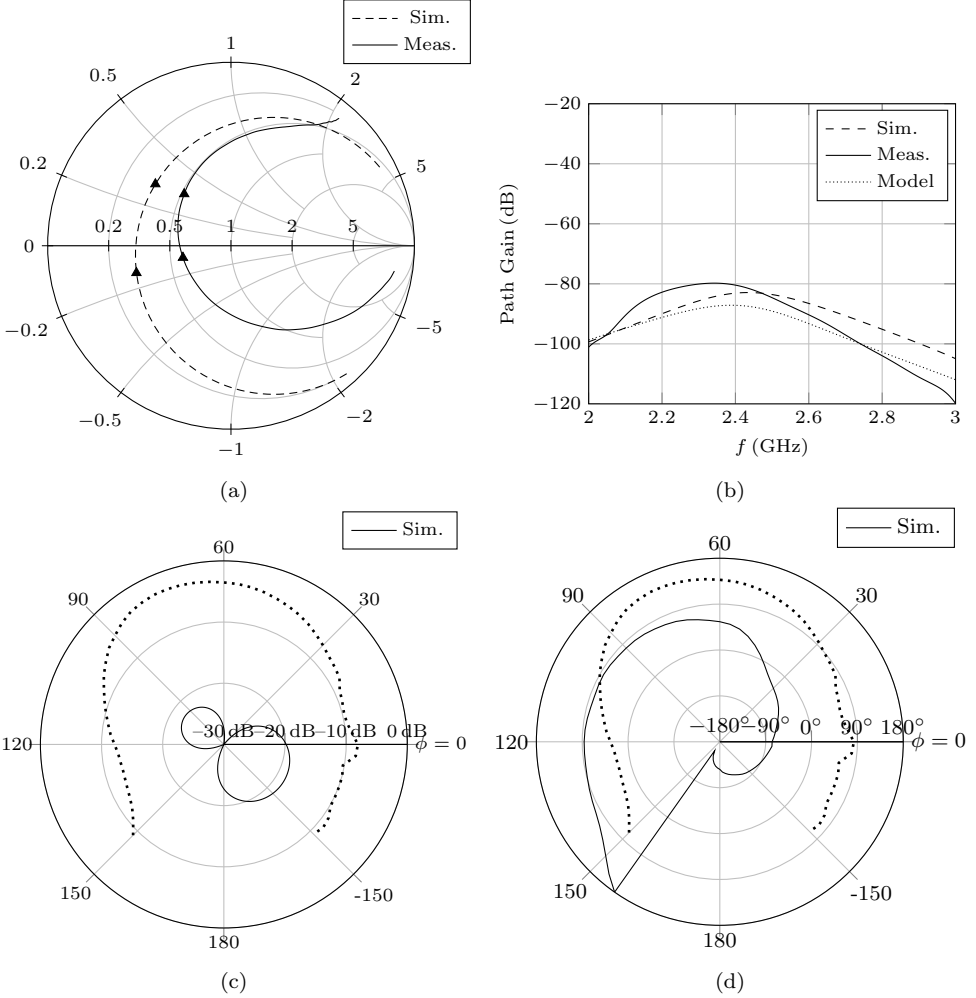 Sim.
Meas.
1
0.5
2
0.2
5
0.2
0.5
1
2
5
0
−0.2
−5
−0.5
−2
−1
(a)
−20
−40
−60
−80
−100
−120
Path Gain (dB)
Sim.
Meas.
Model
2
2.2
2.4
2.6
2.8
3
f (GHz)
(b)
Sim.
60
90
30
−30 dB
−20 dB
−10 dB
0 dB
120
ϕ = 0
150
-150
180
(c)
Sim.
60
90
30
−180°
−90°
0°
90°
180°
120
ϕ = 0
150
-150
180
(d)